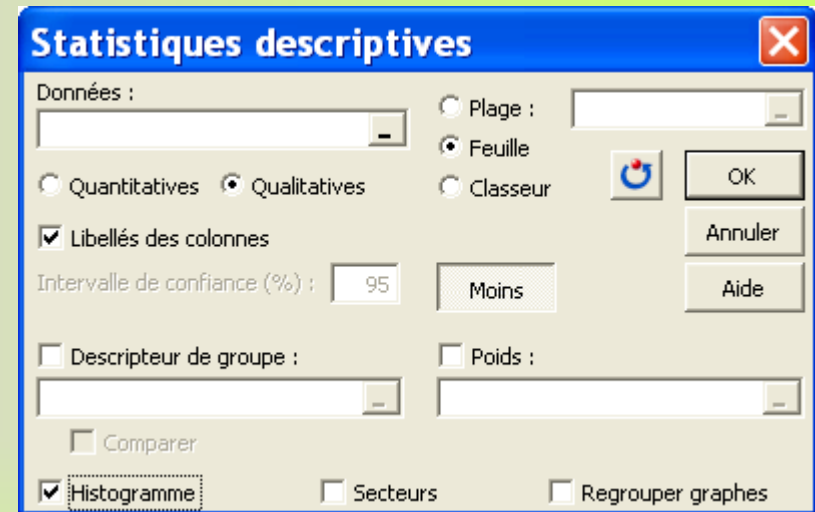 Statistiques descriptives
Données :
Plage :
Feuille
Quantitatives Qualitatives
Classeur
OK
Libellés des colonnes
Annuler
Intervalle de confiance (%) : 95
Moins
Aide
Descripteur de groupe :
Poids :
Comparer
Histogramme
Secteurs
Regrouper graphes